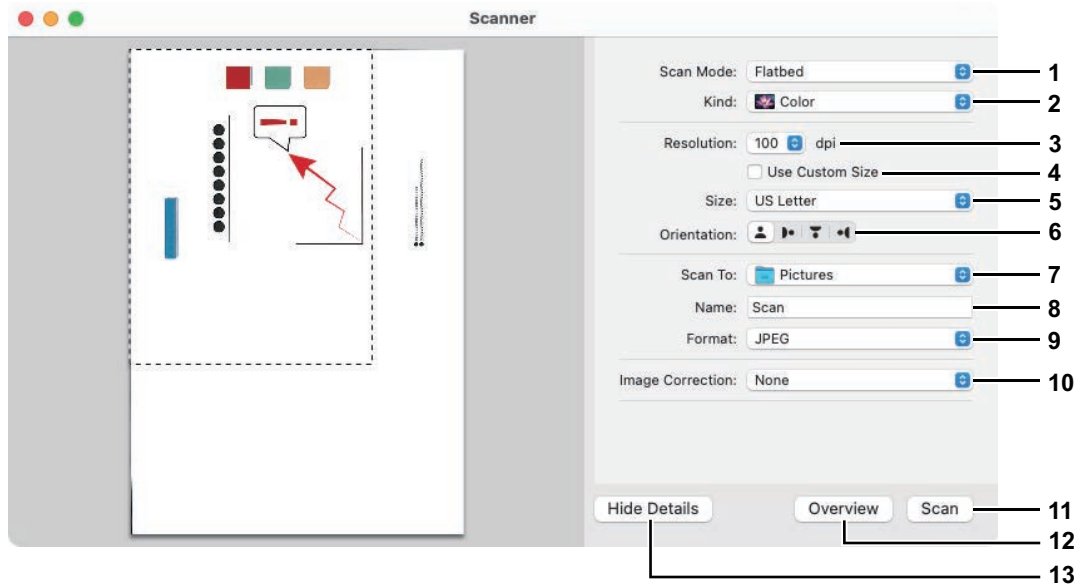 Scanner
Scan Mode: Flatbed 1
Kind: Color 2
Resolution: 100 dpi 3
Use Custom Size 4
Size: US Letter 5
Orientation: 6
Scan To: Pictures 7
Name: Scan 8
Format: JPEG 9
Image Correction: None 10
Hide Details Overview Scan 11
12
13